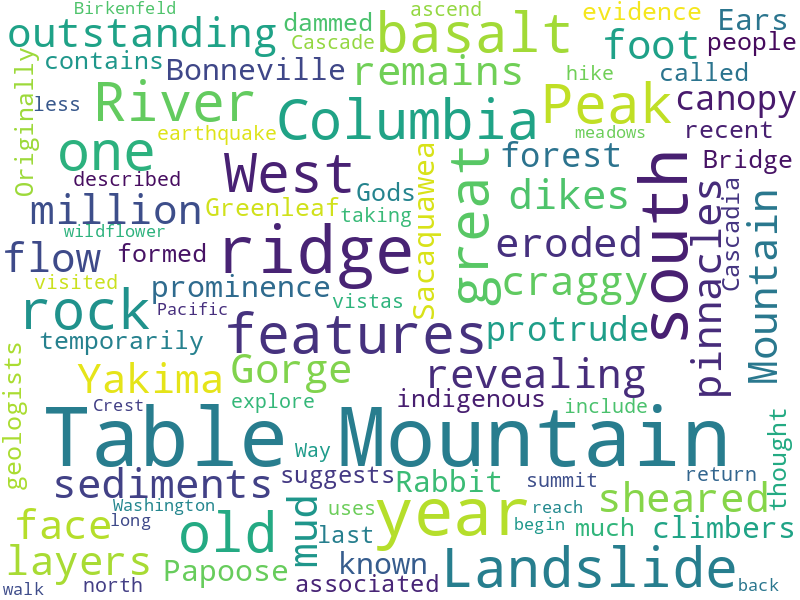 Birkenfeld
ascend
evidence
outstanding
dammed
basalt
Ears
Cascade
foot
people
contains
Bonneville
remains
hike
called
Originally
less
River
Columbia
Peak
canopy
earthquake
meadows
recent
one
described
West
Gods
Sacaquawea
great
forest
south
Bridge
million
Greenleaf
taking
dikes
pinnacles
Cascadia
Mountain
wildflower
flow
formed
ridge
eroded
visited
prominence
vistas
craggy
rock
Pacific
features
protrude
temporarily
geologists
Yakima
Gorge
revealing
Crest
explore
indigenous
include
Table Mountain
thought
Way
sediments
suggests
Rabbit
summit
return
Washington
long
mud
uses
year
reach
sheared
face
old
last
begin
much
climbers
layers
Papoose
known
Landslide
walk
north
associated
back